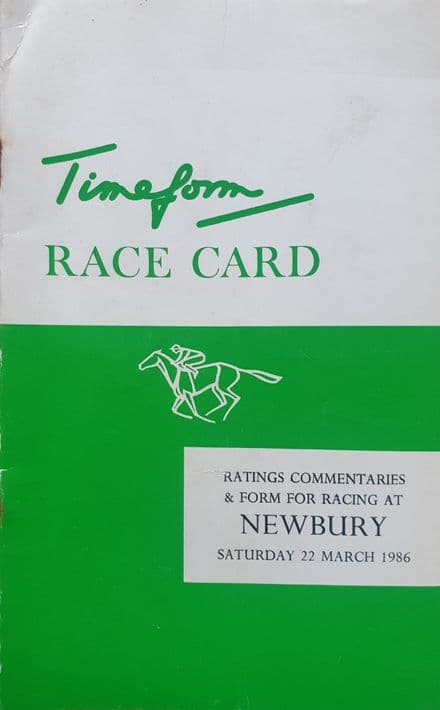 Timeform
RACE CARD
RATINGS COMMENTARIES
& FORM FOR RACING AT
NEWBURY
SATURDAY 22 MARCH 1986